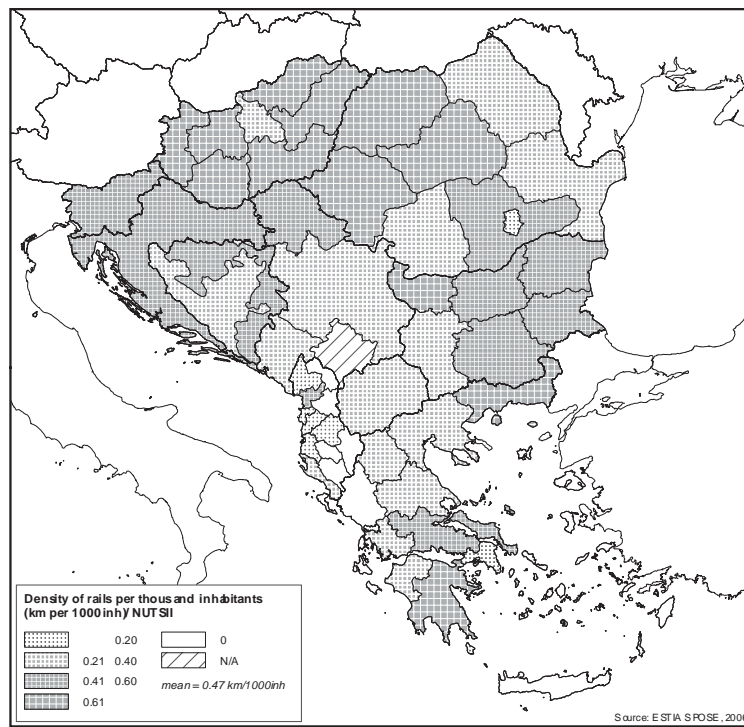 Density of rails per thousand inhabitants
(km per 1000inh)/ NUTSII
0.20 0
0.21 0.40 N/A
0.41 0.60
mean = 0.47 km/1000inh
0.61
Source: ESTIA SPOSE, 2006